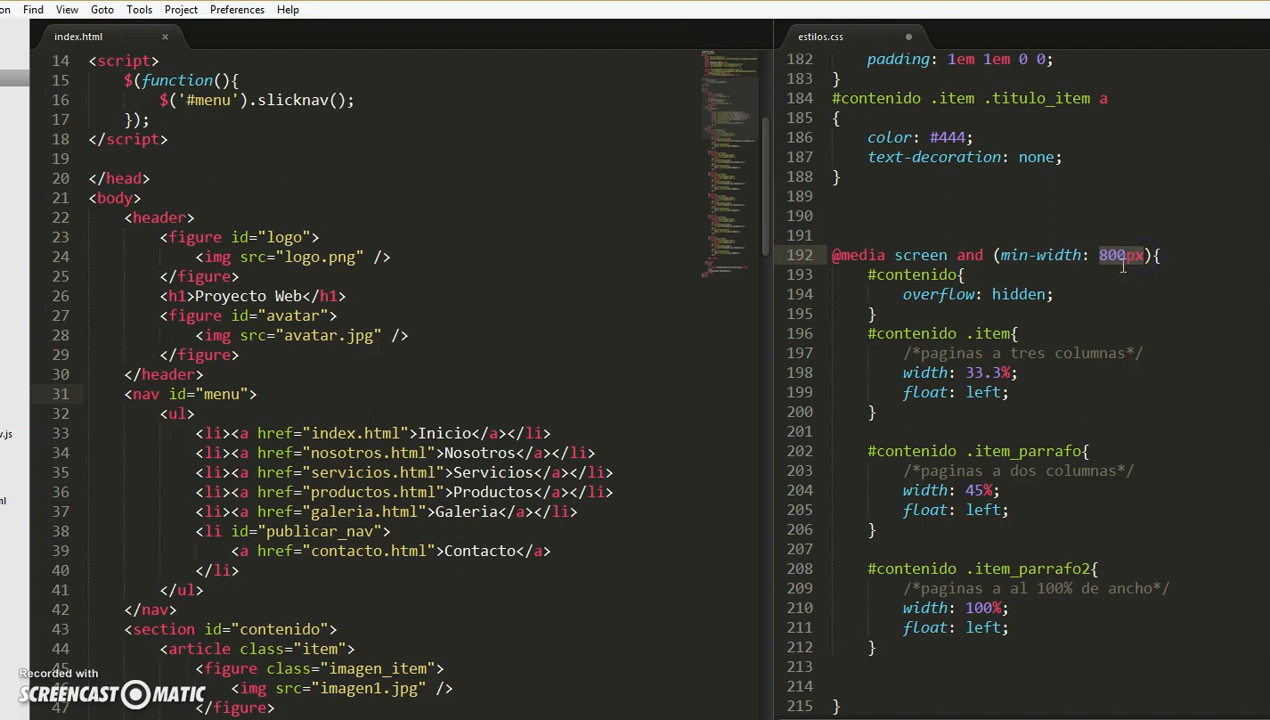 on Find View Goto Tools Project Preferences Help
index.html ×
14 <script>
15 $(function(){
16 $('#menu').slicknav();
17 });
18 </script>
19
20 </head>
21 <body>
22 <header>
23 <figure id="logo">
24 <img src="logo.png" />
25 </figure>
26 <h1>Proyecto Web</h1>
27 <figure id="avatar">
28 <img src="avatar.jpg" />
29 </figure>
30 </header>
31 <nav id="menu">
32 <ul>
33 <li><a href="index.html">Inicio</a></li>
34 <li><a href="nosotros.html">Nosotros</a></li>
35 <li><a href="servicios.html">Servicios</a></li>
36 <li><a href="productos.html">Productos</a></li>
37 <li><a href="galeria.html">Galeria</a></li>
38 <li id="publicar_nav">
39 <a href="contacto.html">Contacto</a>
40 </li>
41 </ul>
42 </nav>
43 <section id="contenido">
44 <article class="item">
45 <figure class="imagen_item">
46 <img src="imagen1.jpg" />
47 </figure>
estilos.css
182 padding: 1em 1em 0 0;
183 }
184 #contenido .item .titulo_item a
185 {
186 color: #444;
187 text-decoration: none;
188 }
189
190
191
192 @media screen and (min-width: 800px){
193 #contenido{
194 overflow: hidden;
195 }
196 #contenido .item{
197 /*paginas a tres columnas*/
198 width: 33.3%;
199 float: left;
200 }
201
202 #contenido .item_parrafo{
203 /*paginas a dos columnas*/
204 width: 45%;
205 float: left;
206 }
207
208 #contenido .item_parrafo2{
209 /*paginas a al 100% de ancho*/
210 width: 100%;
211 float: left;
212 }
213
214
215 }
v.js
ml
Recorded with
SCREENCAST MATIC